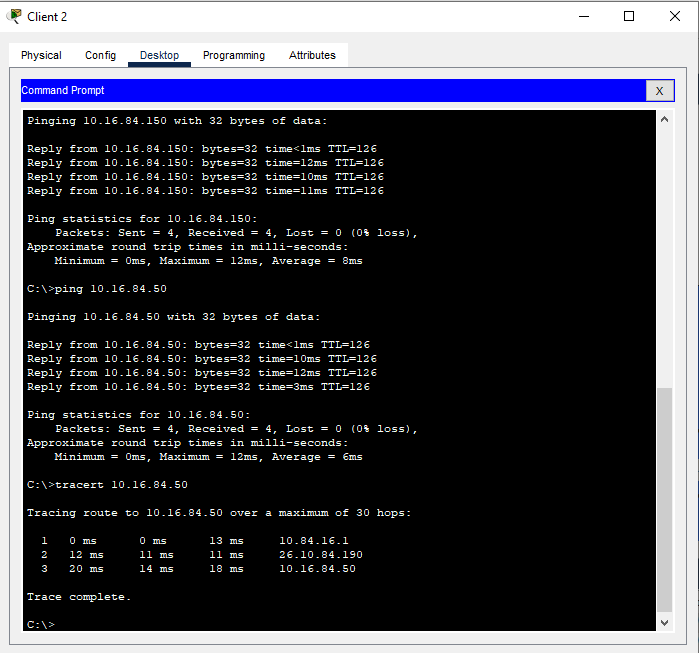 Client 2
Physical Config Desktop Programming Attributes
Command Prompt
X
Pinging 10.16.84.150 with 32 bytes of data:
Reply from 10.16.84.150: bytes=32 time<1ms TTL=126
Reply from 10.16.84.150: bytes=32 time=12ms TTL=126
Reply from 10.16.84.150: bytes=32 time=10ms TTL=126
Reply from 10.16.84.150: bytes=32 time=11ms TTL=126
Ping statistics for 10.16.84.150:
Packets: Sent = 4, Received = 4, Lost = 0 (0% loss),
Approximate round trip times in milli-seconds:
Minimum = 0ms, Maximum = 12ms, Average = 8ms
C:\>ping 10.16.84.50
Pinging 10.16.84.50 with 32 bytes of data:
Reply from 10.16.84.50: bytes=32 time<1ms TTL=126
Reply from 10.16.84.50: bytes=32 time=10ms TTL=126
Reply from 10.16.84.50: bytes=32 time=12ms TTL=126
Reply from 10.16.84.50: bytes=32 time=3ms TTL=126
Ping statistics for 10.16.84.50:
Packets: Sent = 4, Received = 4, Lost = 0 (0% loss),
Approximate round trip times in milli-seconds:
Minimum = 0ms, Maximum = 12ms, Average = 6ms
C:\>tracert 10.16.84.50
Tracing route to 10.16.84.50 over a maximum of 30 hops:
1 0 ms 0 ms 13 ms 10.84.16.1
2 12 ms 11 ms 11 ms 26.10.84.190
3 20 ms 14 ms 18 ms 10.16.84.50
Trace complete.
C:\>